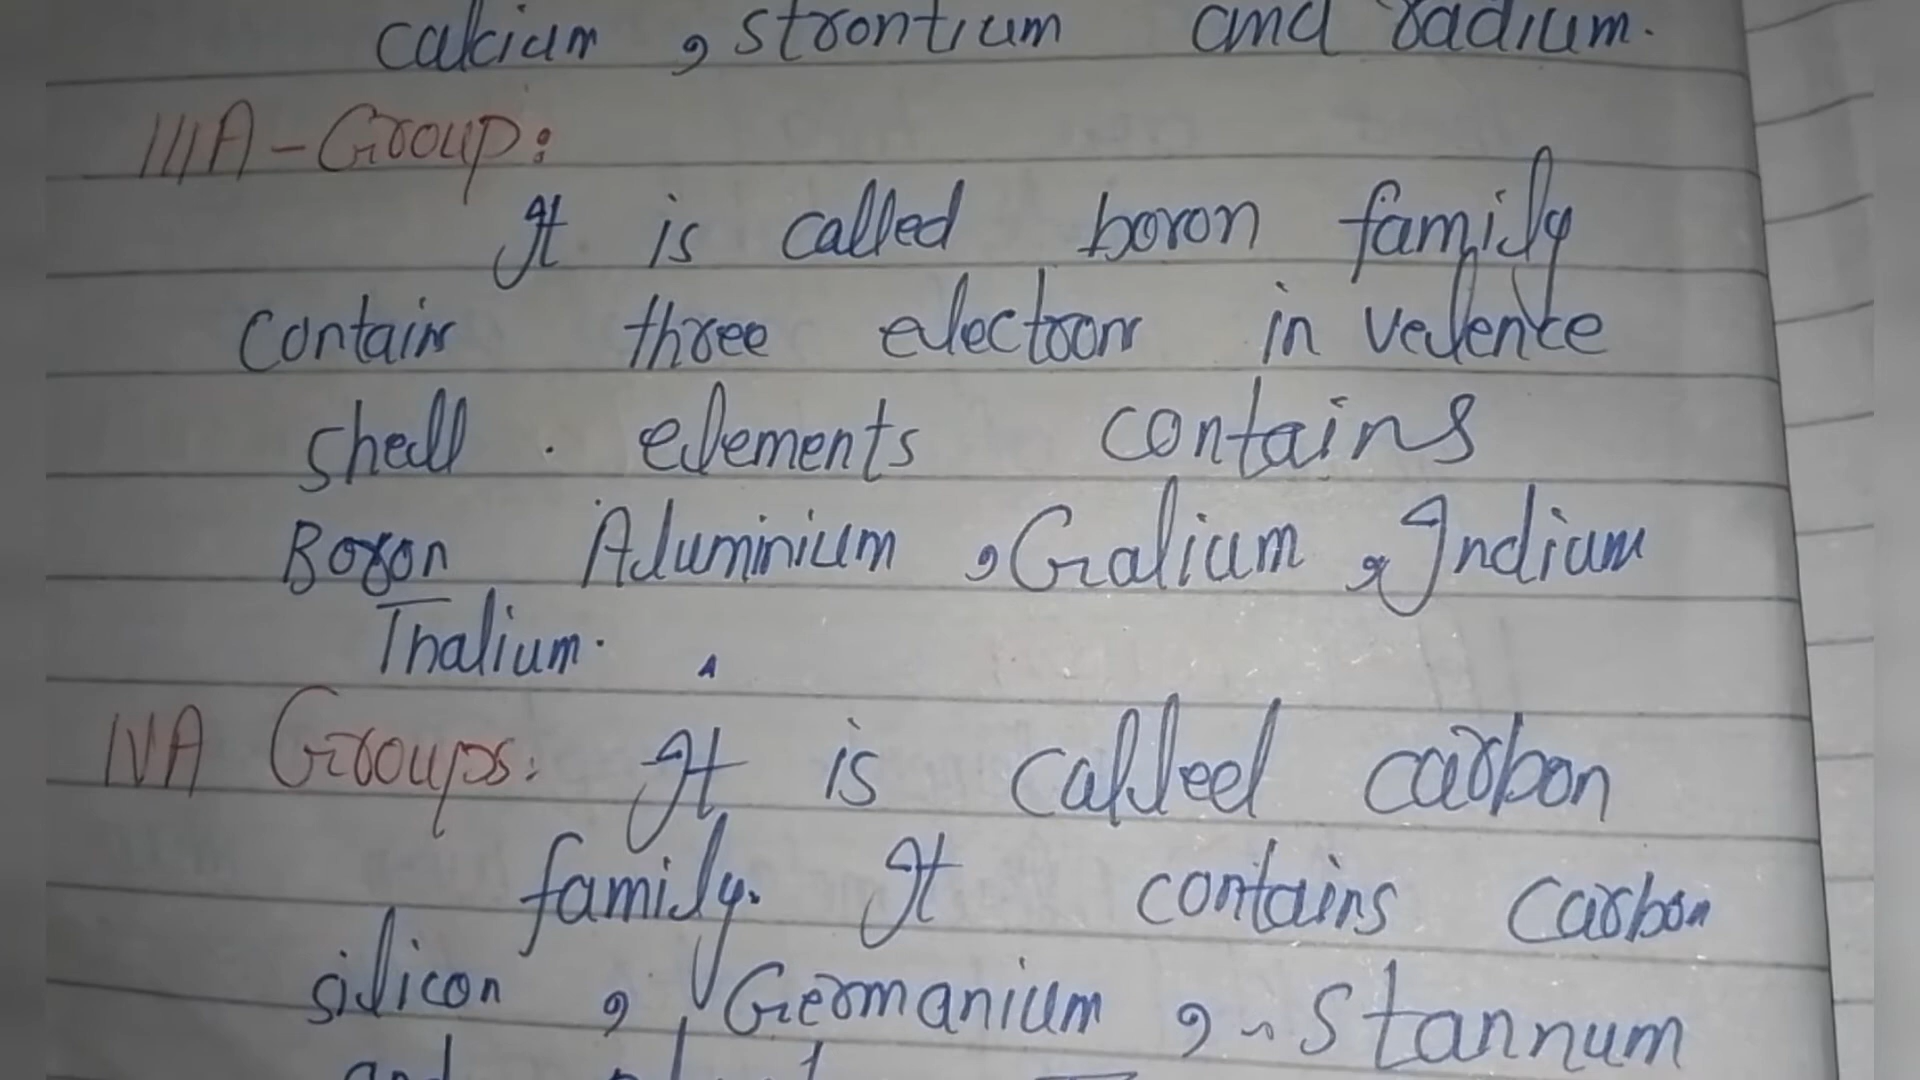 calcium , strontium and radium.
IIIA - Group:
It is called boron family
contain three electron in velence
shell . elements contains
Boron Aluminium , Galium , Indium
Thalium.
IVA Groups: It is called carbon
family. It contains carbon
silicon , Germanium , Stannum
and